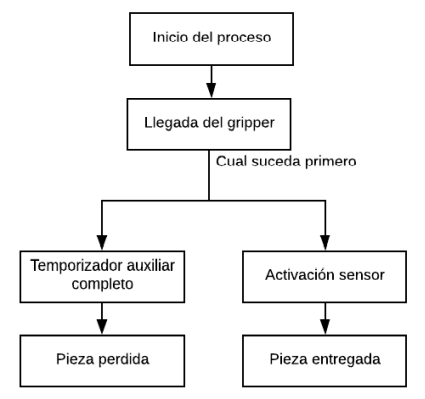 Inicio del proceso
Llegada del gripper
Cual suceda primero
Temporizador auxiliar
completo
Activación sensor
Pieza perdida
Pieza entregada